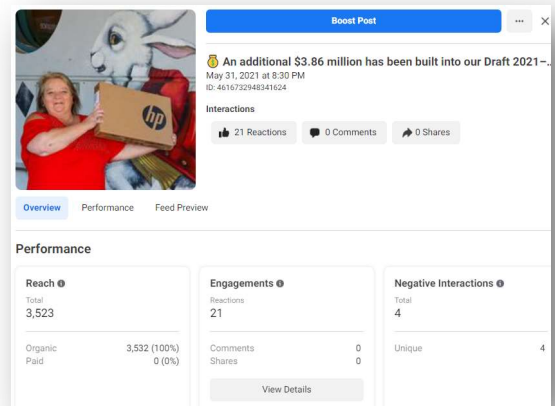 Boost Post
An additional $3.86 million has been built into our Draft 2021–..
May 31, 2021 at 8:30 PM
ID: 4616732948341624
Interactions
21 Reactions
0 Comments
0 Shares
hp
Overview
Performance
Feed Preview
Performance
Reach
Total
3,523
Organic 3,532 (100%)
Paid 0 (0%)
Engagements
Reactions
21
Comments 0
Shares 0
View Details
Negative Interactions
Total
4
Unique 4